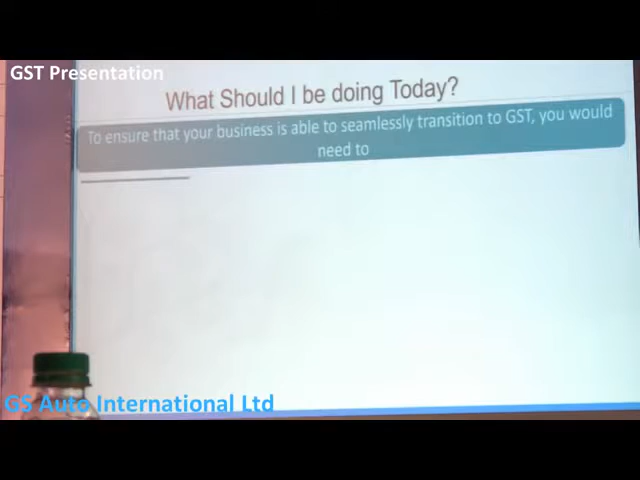 GST Presentation
What Should I be doing Today?
To ensure that your business is able to seamlessly transition to GST, you would
need to
GS Auto International Ltd